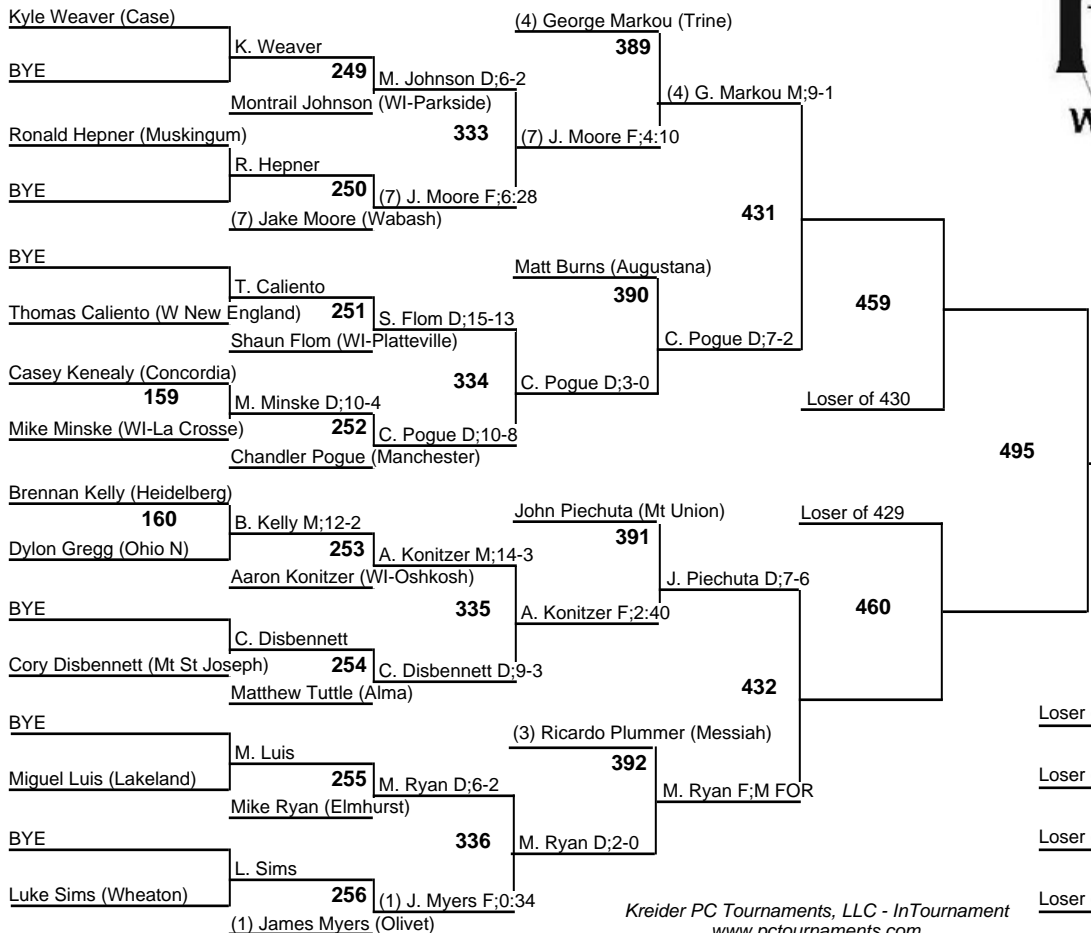 Kyle Weaver (Case)
K. Weaver
BYE
249
M. Johnson D;6-2
Montrail Johnson (WI-Parkside)
333
Ronald Hepner (Muskingum)
R. Hepner
BYE
250
(7) J. Moore F;6:28
(7) Jake Moore (Wabash)
(4) George Markou (Trine)
389
(4) G. Markou M;9-1
(7) J. Moore F;4:10
431
BYE
T. Caliento
Thomas Caliento (W New England)
251
S. Flom D;15-13
Shaun Flom (WI-Platteville)
334
Casey Kenealy (Concordia)
159
M. Minske D;10-4
Mike Minske (WI-La Crosse)
252
C. Pogue D;10-8
Chandler Pogue (Manchester)
Matt Burns (Augustana)
390
C. Pogue D;7-2
C. Pogue D;3-0
459
Loser of 430
495
Brennan Kelly (Heidelberg)
160
B. Kelly M;12-2
Dylon Gregg (Ohio N)
253
A. Konitzer M;14-3
Aaron Konitzer (WI-Oshkosh)
335
BYE
C. Disbennett
Cory Disbennett (Mt St Joseph)
254
C. Disbennett D;9-3
Matthew Tuttle (Alma)
John Piechuta (Mt Union)
391
J. Piechuta D;7-6
A. Konitzer F;2:40
Loser of 429
460
432
BYE
M. Luis
Miguel Luis (Lakeland)
255
M. Ryan D;6-2
Mike Ryan (Elmhurst)
336
BYE
L. Sims
Luke Sims (Wheaton)
256
(1) J. Myers F;0:34
(1) James Myers (Olivet)
(3) Ricardo Plummer (Messiah)
392
M. Ryan F;M FOR
M. Ryan D;2-0
Loser
Loser
Loser
Loser
Kreider PC Tournaments, LLC - InTournament
www.pctournaments.com